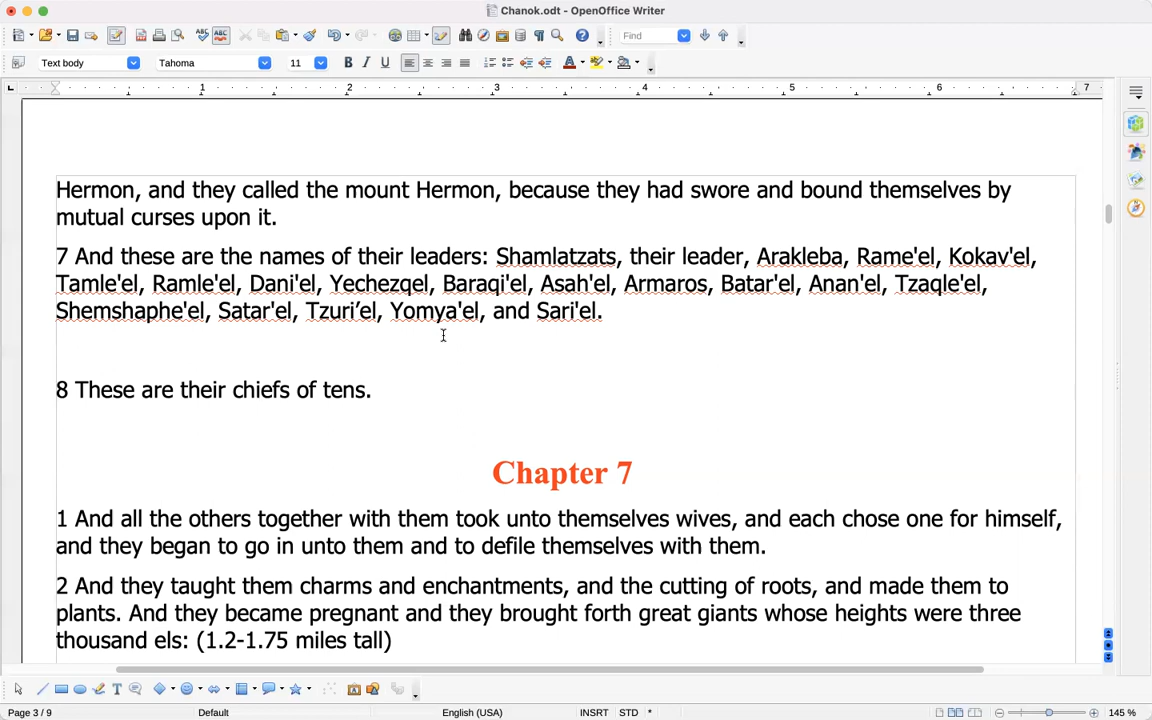 Chanok.odt - OpenOffice Writer
Find
Text body
Tahoma
11
B I U
1 2 3 4 5 6 7
Hermon, and they called the mount Hermon, because they had swore and bound themselves by
mutual curses upon it.
7 And these are the names of their leaders: Shamlatzats, their leader, Arakleba, Rame'el, Kokav'el,
Tamle'el, Ramle'el, Dani'el, Yechezqel, Baraqi'el, Asah'el, Armaros, Batar'el, Anan'el, Tzaqle'el,
Shemshaphe'el, Satar'el, Tzuri’el, Yomya'el, and Sari'el.
8 These are their chiefs of tens.
Chapter 7
1 And all the others together with them took unto themselves wives, and each chose one for himself,
and they began to go in unto them and to defile themselves with them.
2 And they taught them charms and enchantments, and the cutting of roots, and made them to
plants. And they became pregnant and they brought forth great giants whose heights were three
thousand els: (1.2-1.75 miles tall)
Page 3 / 9
Default
English (USA)
INSRT
STD
*
145 %